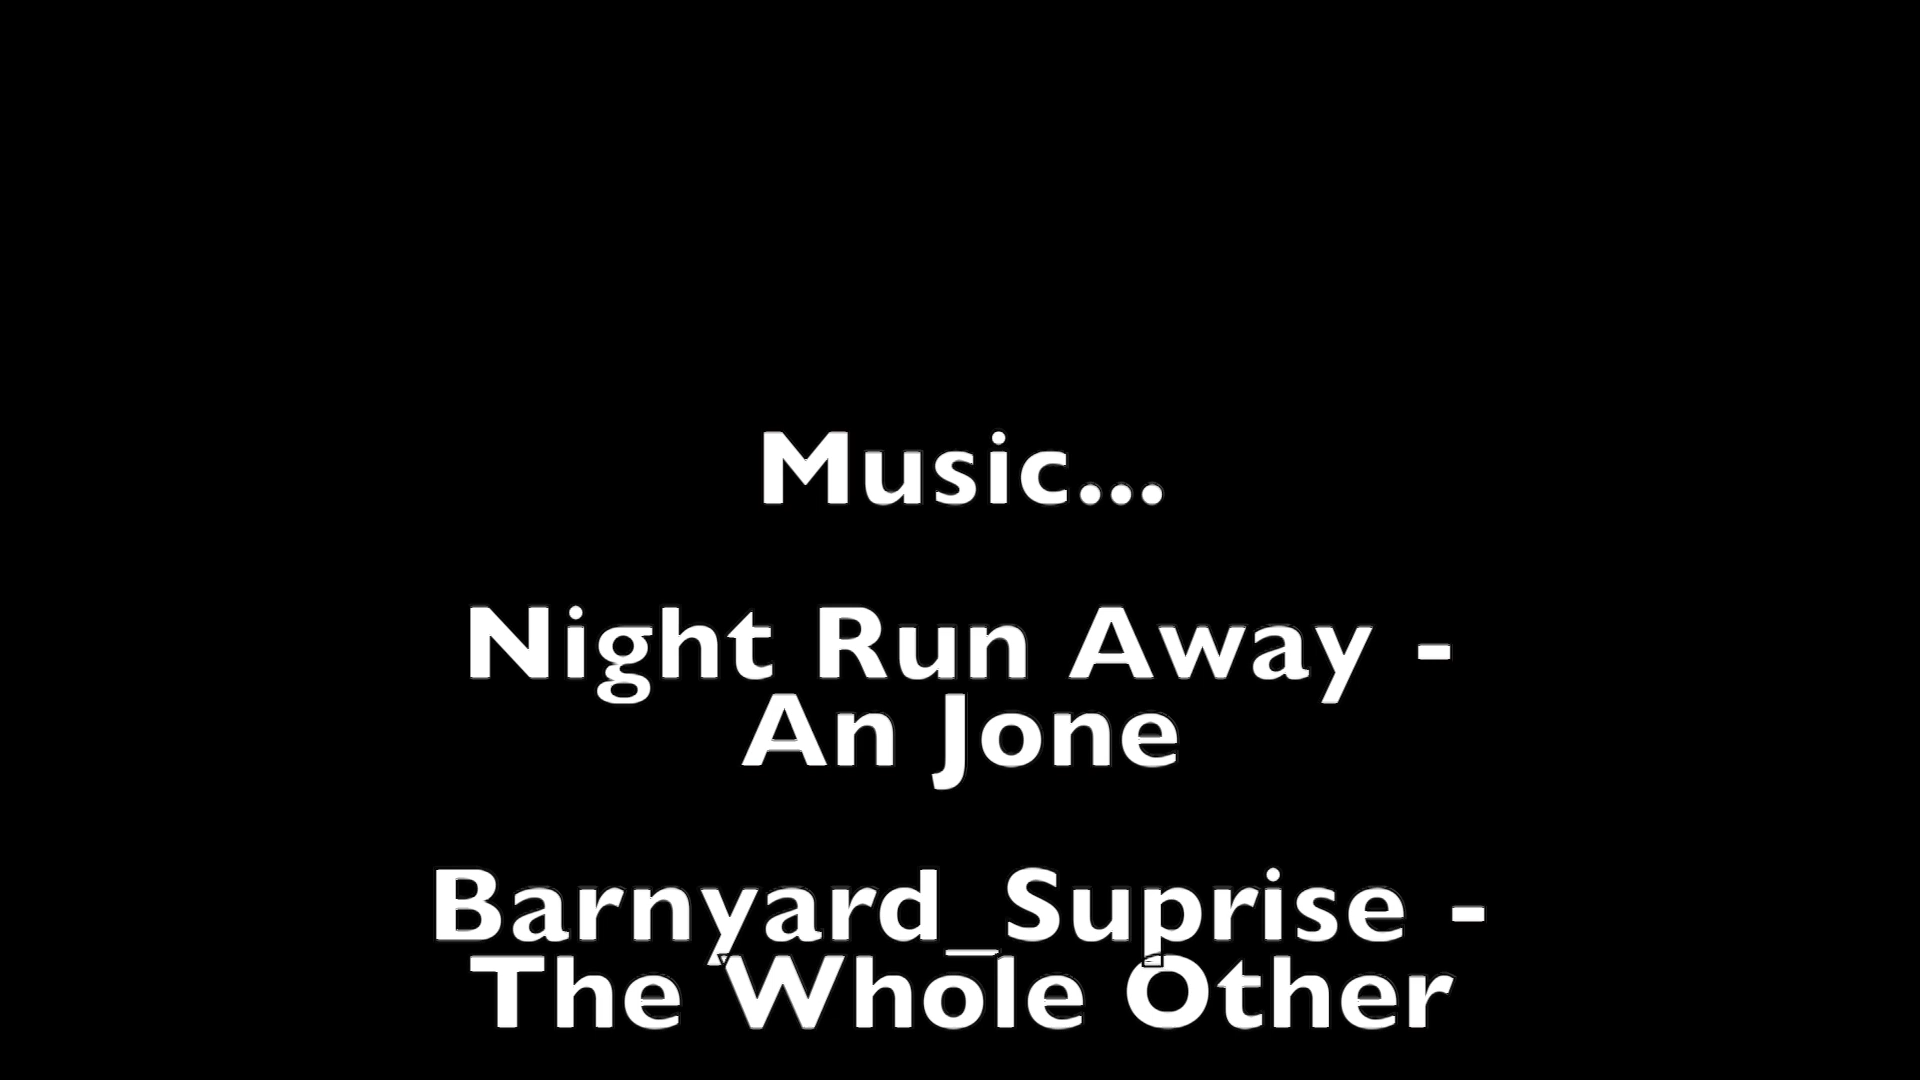 Music...
Night Run Away -
An Jone
Barnyard_Suprise -
The Whole Other